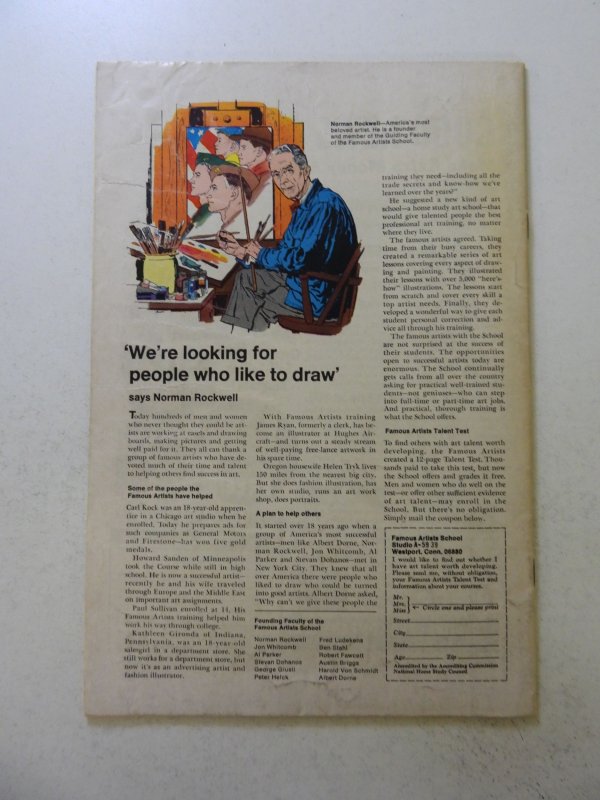 Norman Rockwell—America's most
beloved artist. He is a founder
and member of the Guiding Faculty
of the Famous Artists School.
'We're looking for
people who like to draw'
says Norman Rockwell
Today hundreds of men and women
who never thought they could be art-
ists are working at easels and drawing
boards, making pictures and getting
well paid for it. They all can thank a
group of famous artists who have de-
voted much of their time and talent
to helping others find success in art.
Some of the people the
Famous Artists have helped
Carl Kock was an 18-year-old appren-
tice in a Chicago art studio when he
enrolled. Today he prepares ads for
such companies as General Motors
and Firestone—has won five gold
medals.
Howard Sanden of Minneapolis
took the Course while still in high
school. He is now a successful artist—
recently he and his wife traveled
through Europe and the Middle East
on important art assignments.
Paul Sullivan enrolled at 14. His
Famous Artists training helped him
work his way through college.
Kathleen Gironda of Indiana,
Pennsylvania, was an 18-year-old
salesgirl in a department store. She
still works for a department store, but
now it's as an advertising artist and
fashion illustrator.
With Famous Artists training
James Ryan, formerly a clerk, has be-
come an illustrator at Hughes Air-
craft—and turns out a steady stream
of well-paying free-lance artwork in
his spare time.
Oregon housewife Helen Tryk lives
150 miles from the nearest big city.
But she does fashion illustration, has
her own studio, runs an art work
shop, does portraits.
A plan to help others
It started over 18 years ago when a
group of America's most successful
artists—men like Albert Dorne, Nor-
man Rockwell, Jon Whitcomb, Al
Parker and Stevan Dohanos—met in
New York City. They knew that all
over America there were people who
liked to draw who could be turned
into good artists. Albert Dorne asked,
"Why can't we give these people the
Founding Faculty of the
Famous Artists School
Norman Rockwell
Jon Whitcomb
Al Parker
Stevan Dohanos
George Giusti
Peter Helck
Fred Ludekens
Ben Stahl
Robert Fawcett
Austin Briggs
Harold Von Schmidt
Albert Dorne
training they need—including all the
trade secrets and know-how we've
learned over the years?"
He suggested a new kind of art
school—a home study art school—that
would give talented people the best
professional art training, no matter
where they live.
The famous artists agreed. Taking
time from their busy careers, they
created a remarkable series of art
lessons covering every aspect of draw-
ing and painting. They illustrated
their lessons with over 5,000 "here's-
how" illustrations. The lessons start
from scratch and cover every skill a
top artist needs. Finally, they de-
veloped a wonderful way to give each
student personal correction and ad-
vice all through his training.
The famous artists with the School
are not surprised at the success of
their students. The opportunities
open to successful artists today are
enormous. The School continually
gets calls from all over the country
asking for practical well-trained stu-
dents—not geniuses—who can step
into full-time or part-time art jobs.
And practical, thorough training is
what the School offers.
Famous Artists Talent Test
To find others with art talent worth
developing, the Famous Artists
created a 12-page Talent Test. Thou-
sands paid to take this test, but now
the School offers and grades it free.
Men and women who do well on the
test—or offer other sufficient evidence
of art talent—may enroll in the
School. But there's no obligation.
Simply mail the coupon below.
Famous Artists School
Westport, Conn. 06880
I would like to find out whether I
have art talent worth developing.
Please send me, without obligation,
your Famous Artists Talent Test and
information about your courses.
Mr.
Mrs. ← Circle one and please print
Miss
Street
City
State
Age Zip
Accredited by the Accrediting Commission
National Home Study Council